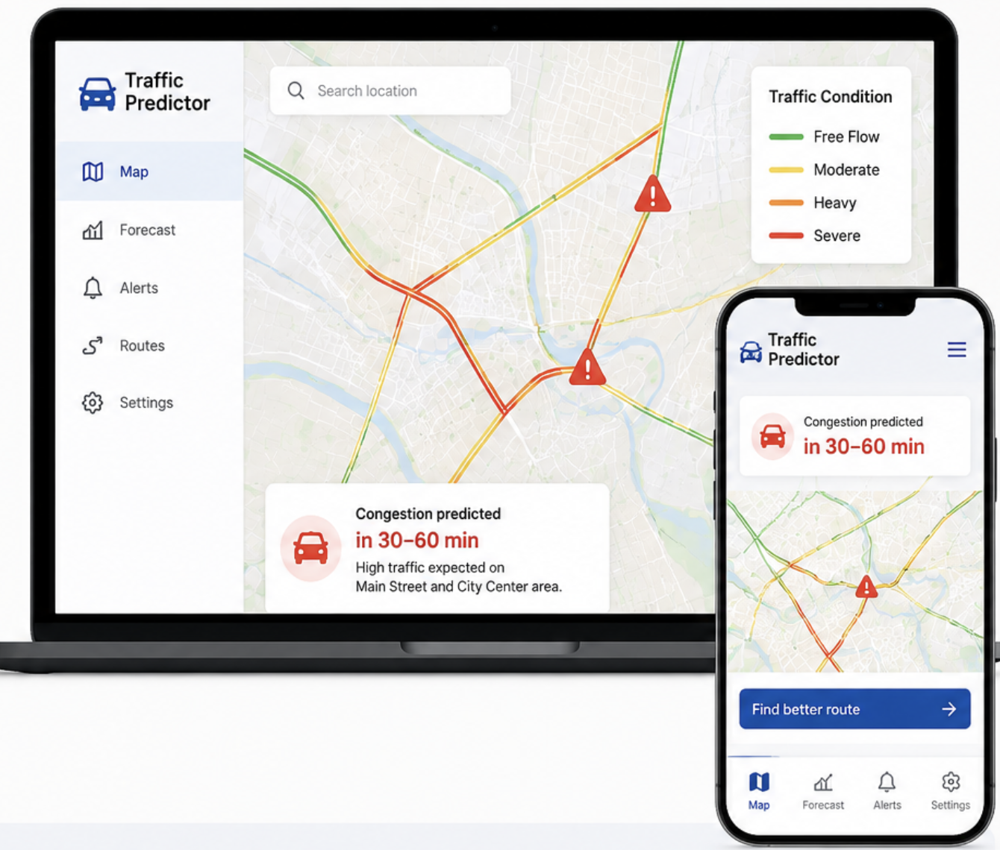 Traffic
Predictor
Map
Forecast
Alerts
Routes
Settings
Search location
Traffic Condition
Free Flow
Moderate
Heavy
Severe
Congestion predicted
in 30–60 min
High traffic expected on
Main Street and City Center area.
Traffic
Predictor
Congestion predicted
in 30–60 min
Find better route
Map
Forecast
Alerts
Settings